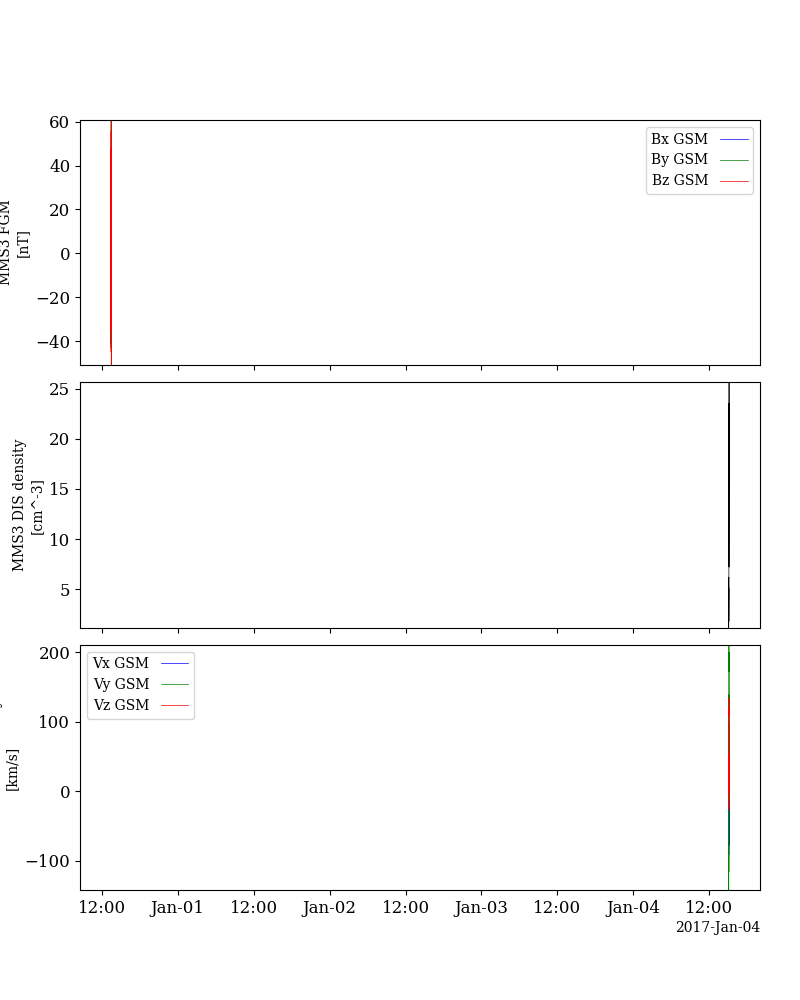 60
40
20
0
−20
−40
MMS3 FGM
[nT]
Bx GSM
By GSM
Bz GSM
25
20
15
10
5
MMS3 DIS density
[cm^-3]
200
100
0
−100
[km/s]
Vx GSM
Vy GSM
Vz GSM
12:00 Jan-01 12:00 Jan-02 12:00 Jan-03 12:00 Jan-04 12:00
2017-Jan-04